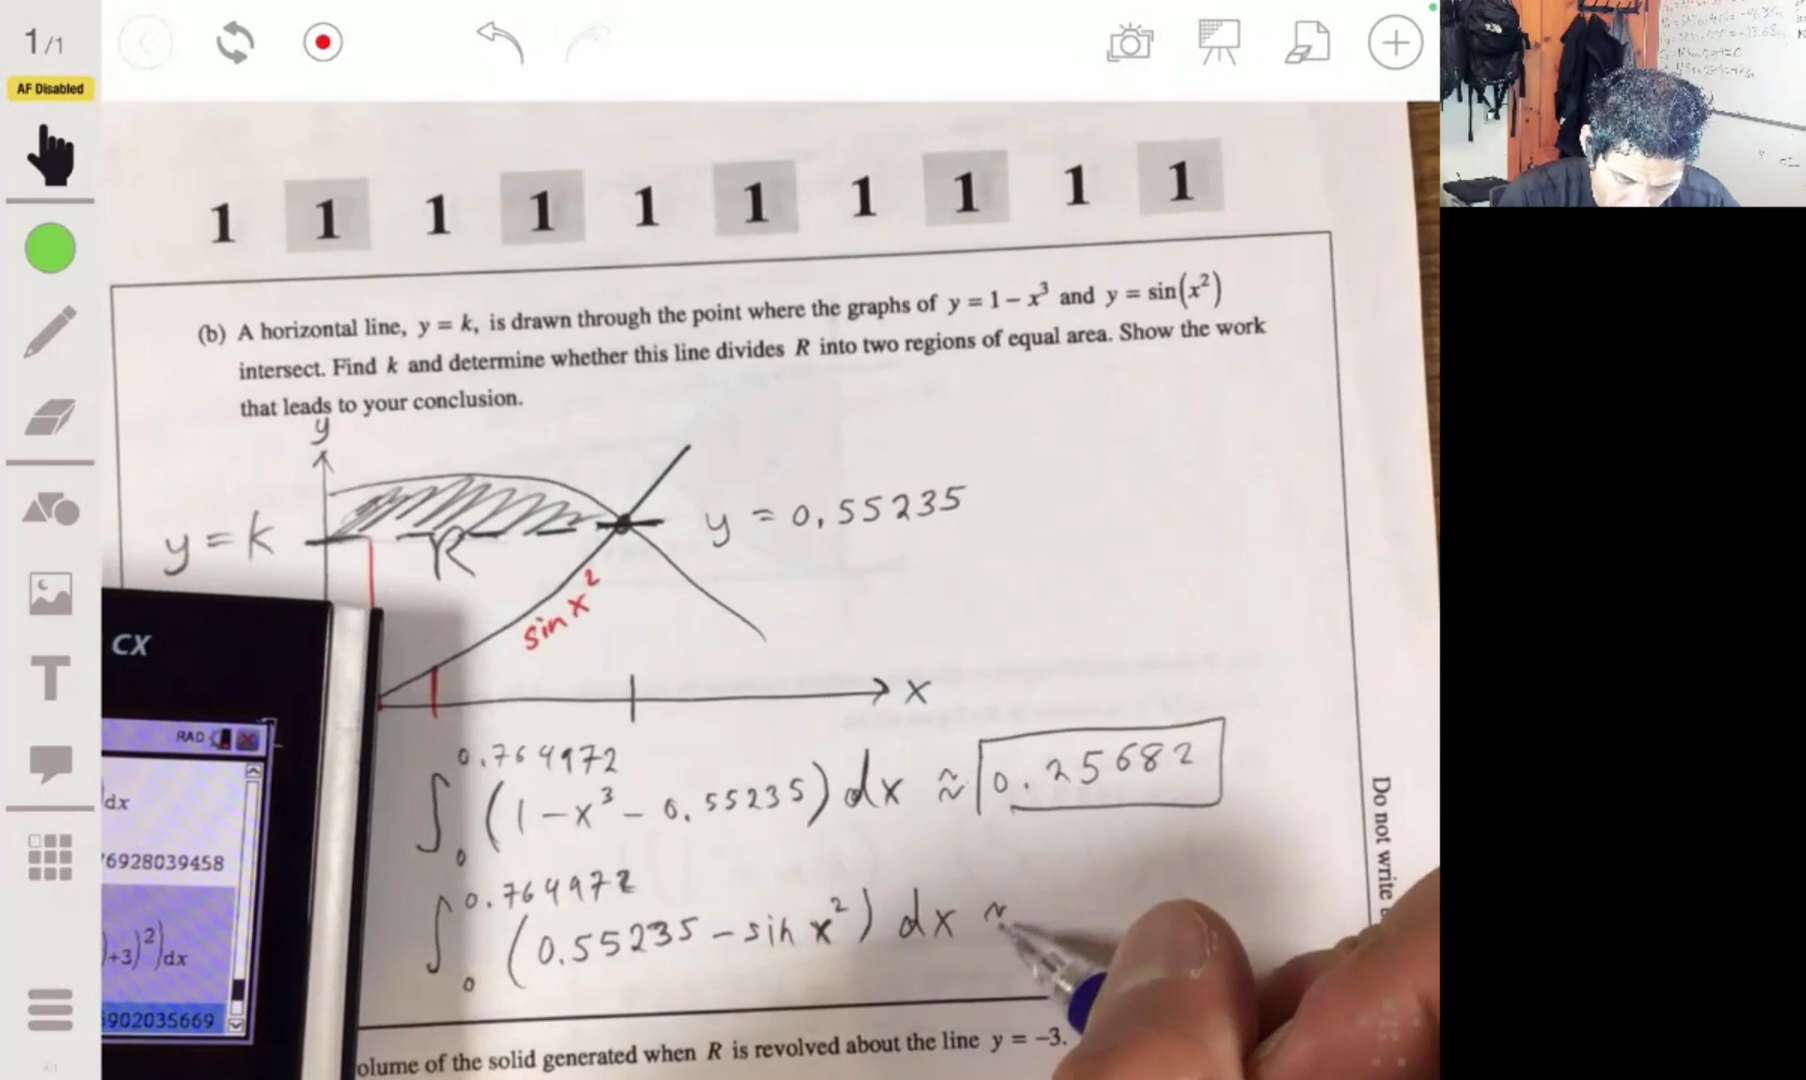 1/1
AF Disabled
1 1 1 1 1 1 1 1 1 1
(b) A horizontal line, y = k, is drawn through the point where the graphs of y = 1 − x³ and y = sin(x²)
intersect. Find k and determine whether this line divides R into two regions of equal area. Show the work
that leads to your conclusion.
y
y = k
R
y = 0.55235
sin x²
x
CX
RAD
dx
6928039458
)+3)²)dx
902035669
∫₀^0.764972 (1 − x³ − 0.55235) dx ≈ 0.25682
∫₀^0.764972 (0.55235 − sin x²) dx ≈
olume of the solid generated when R is revolved about the line y = −3.
Do not write
T